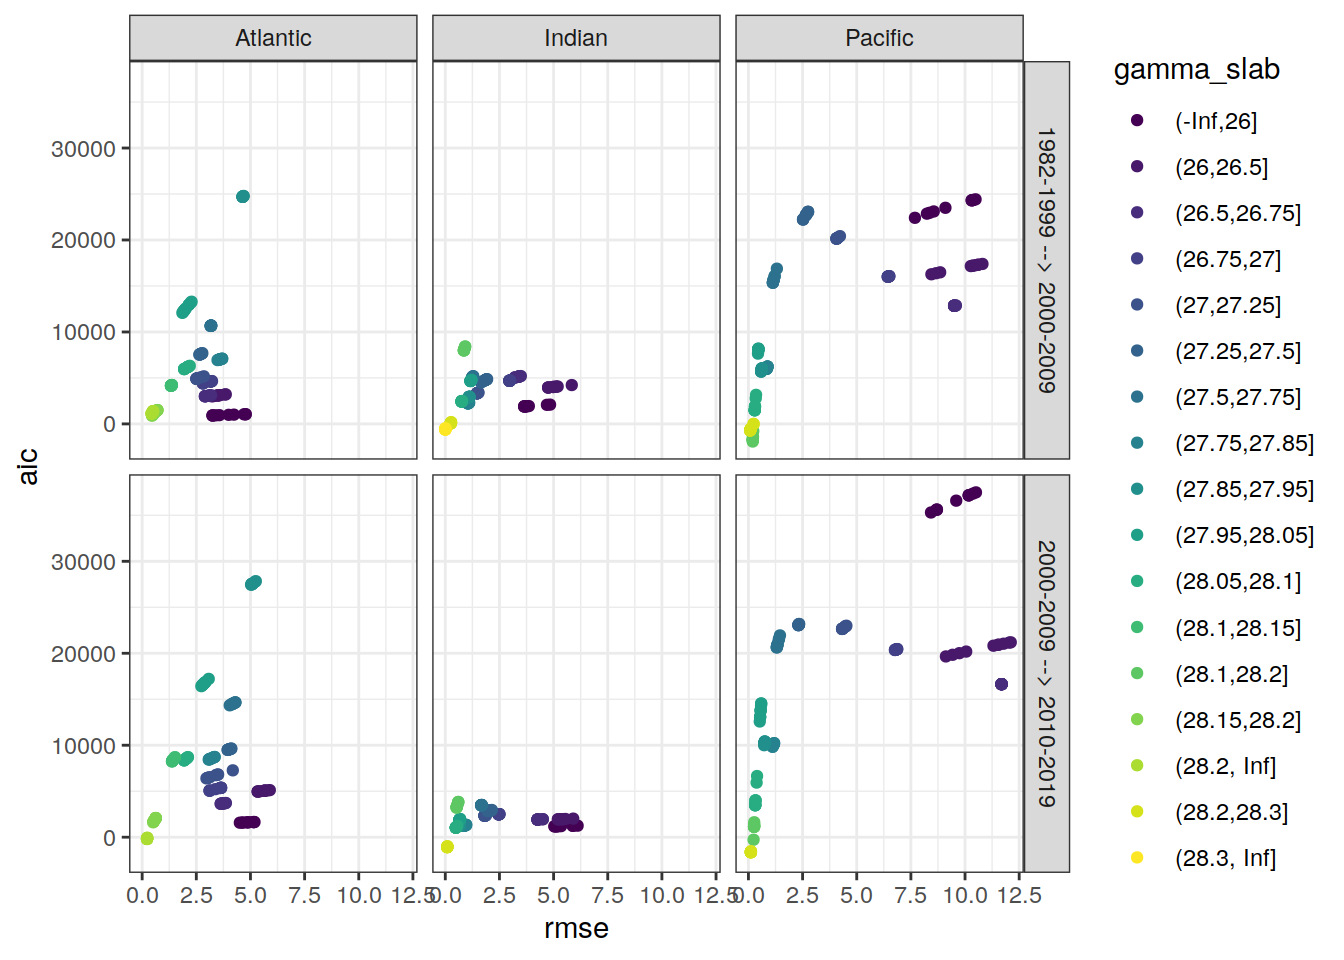 Atlantic
Indian
Pacific
gamma_slab
(-Inf,26]
(26,26.5]
(26.5,26.75]
(26.75,27]
(27,27.25]
(27.25,27.5]
(27.5,27.75]
(27.75,27.85]
(27.85,27.95]
(27.95,28.05]
(28.05,28.1]
(28.1,28.15]
(28.1,28.2]
(28.15,28.2]
(28.2, Inf]
(28.2,28.3]
(28.3, Inf]
1982-1999 --> 2000-2009
2000-2009 --> 2010-2019
aic
30000
20000
10000
0
30000
20000
10000
0
0.0 2.5 5.0 7.5 10.0 12.5
0.0 2.5 5.0 7.5 10.0 12.5
0.0 2.5 5.0 7.5 10.0 12.5
rmse